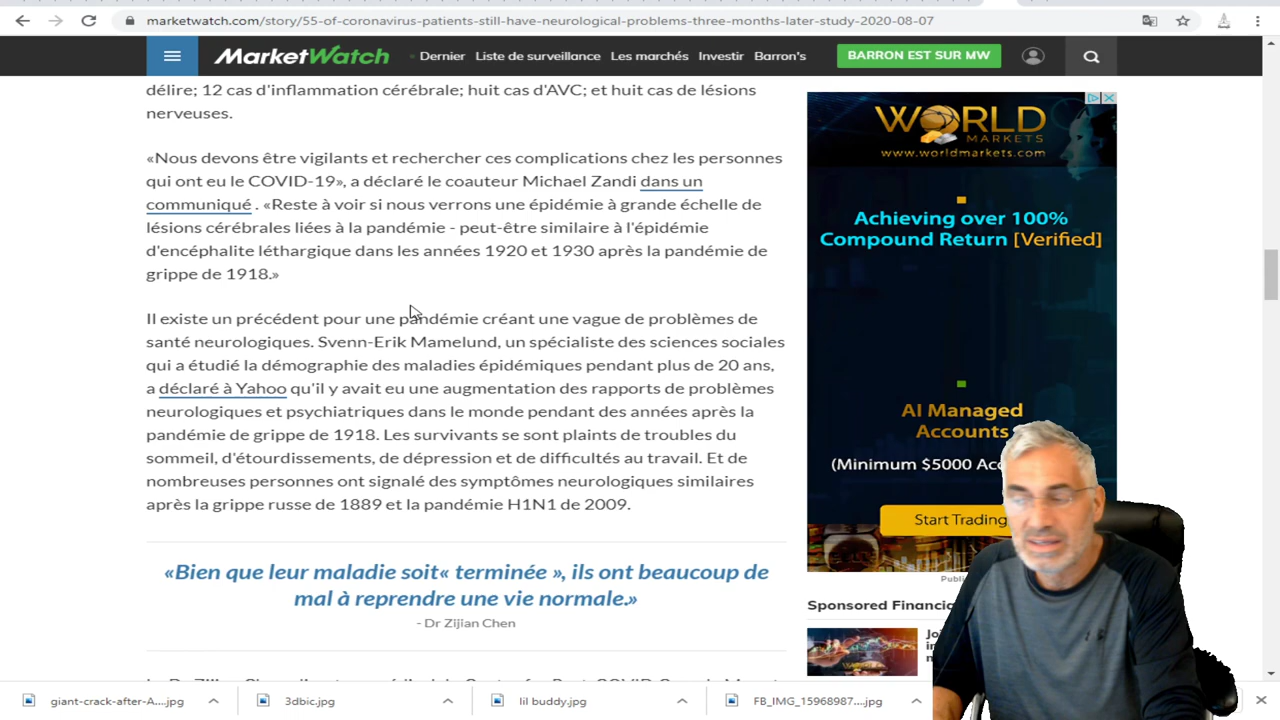 marketwatch.com/story/55-of-coronavirus-patients-still-have-neurological-problems-three-months-later-study-2020-08-07
MarketWatch Dernier Liste de surveillance Les marchés Investir Barron's BARRON EST SUR MW
délire; 12 cas d'inflammation cérébrale; huit cas d'AVC; et huit cas de lésions
nerveuses.
«Nous devons être vigilants et rechercher ces complications chez les personnes
qui ont eu le COVID-19», a déclaré le coauteur Michael Zandi dans un
communiqué . «Reste à voir si nous verrons une épidémie à grande échelle de
lésions cérébrales liées à la pandémie - peut-être similaire à l'épidémie
d'encéphalite léthargique dans les années 1920 et 1930 après la pandémie de
grippe de 1918.»
Il existe un précédent pour une pandémie créant une vague de problèmes de
santé neurologiques. Svenn-Erik Mamelund, un spécialiste des sciences sociales
qui a étudié la démographie des maladies épidémiques pendant plus de 20 ans,
a déclaré à Yahoo qu'il y avait eu une augmentation des rapports de problèmes
neurologiques et psychiatriques dans le monde pendant des années après la
pandémie de grippe de 1918. Les survivants se sont plaints de troubles du
sommeil, d'étourdissements, de dépression et de difficultés au travail. Et de
nombreuses personnes ont signalé des symptômes neurologiques similaires
après la grippe russe de 1889 et la pandémie H1N1 de 2009.
«Bien que leur maladie soit« terminée », ils ont beaucoup de
mal à reprendre une vie normale.»
- Dr Zijian Chen
WORLD
MARKETS
www.worldmarkets.com
Achieving over 100%
Compound Return [Verified]
AI Managed
Accounts
(Minimum $5000
Start Trading
Sponsored
giant-crack-after-A....jpg
3dbic.jpg
lil buddy.jpg
FB_IMG_15968987....jpg